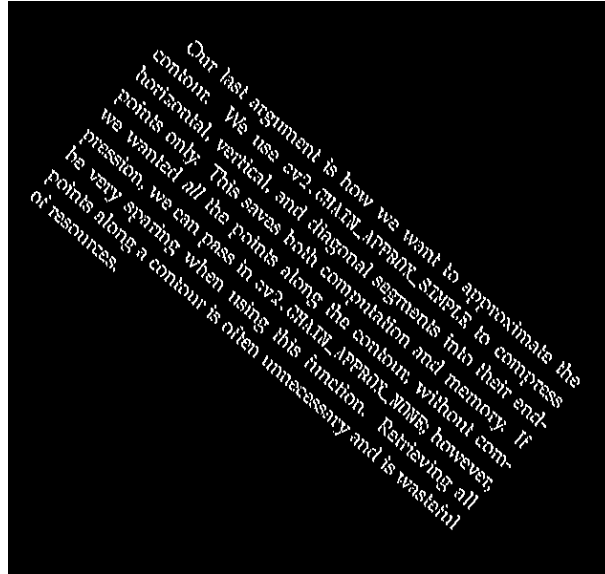 Our last argument is how we want to approximate the
contour. We use cv2.CHAIN_APPROX_SIMPLE to compress
horizontal, vertical, and diagonal segments into their end-
points only. This saves both computation and memory. If
we wanted all the points along the contour, without com-
pression, we can pass in cv2.CHAIN_APPROX_NONE; however,
be very sparing when using this function. Retrieving all
points along a contour is often unnecessary and is wasteful
of resources.